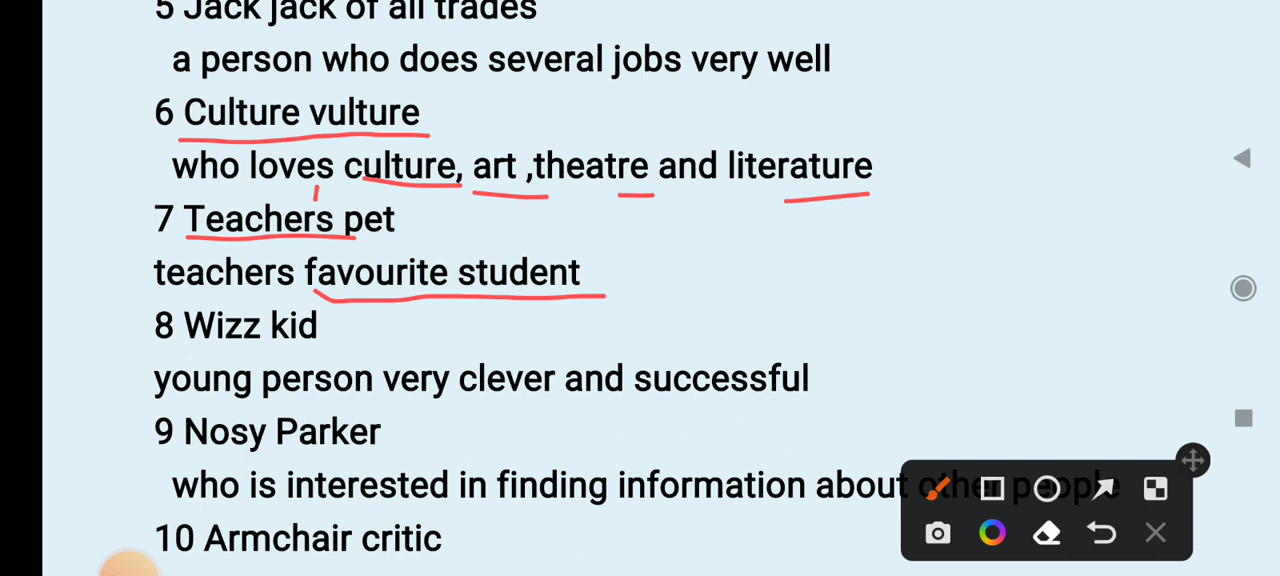 5 Jack jack of all trades
a person who does several jobs very well
6 Culture vulture
who loves culture, art ,theatre and literature
7 Teachers pet
teachers favourite student
8 Wizz kid
young person very clever and successful
9 Nosy Parker
who is interested in finding information about other people
10 Armchair critic